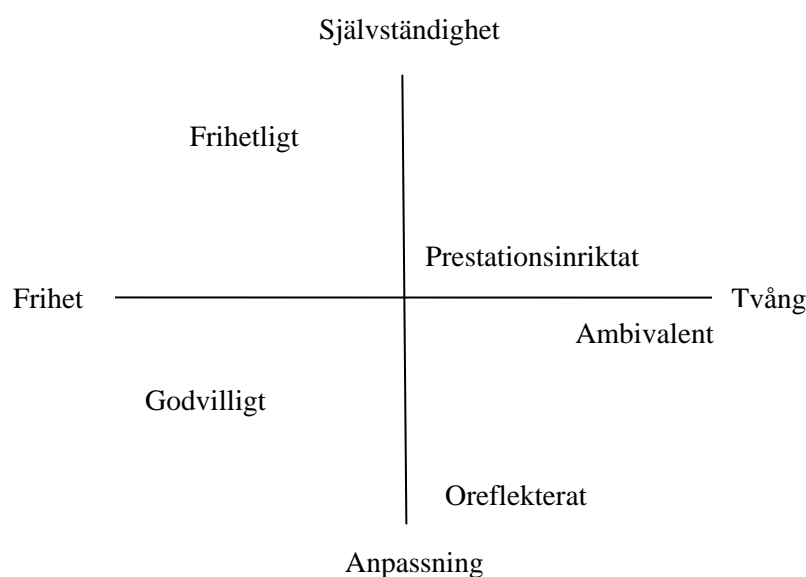 Självständighet
Frihetligt
Prestationsinriktat
Frihet
Tvång
Ambivalent
Godvilligt
Oreflekterat
Anpassning